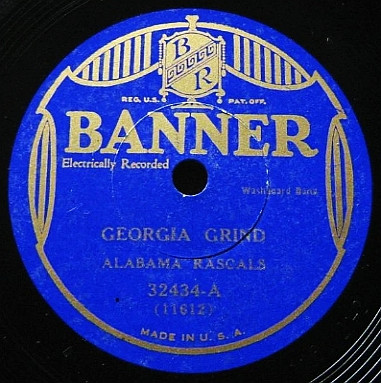 B
R
REG. U.S. PAT. OFF.
BANNER
Electrically Recorded
Washboard Band
GEORGIA GRIND
ALABAMA RASCALS
32434-A
(11612)
MADE IN U.S.A.